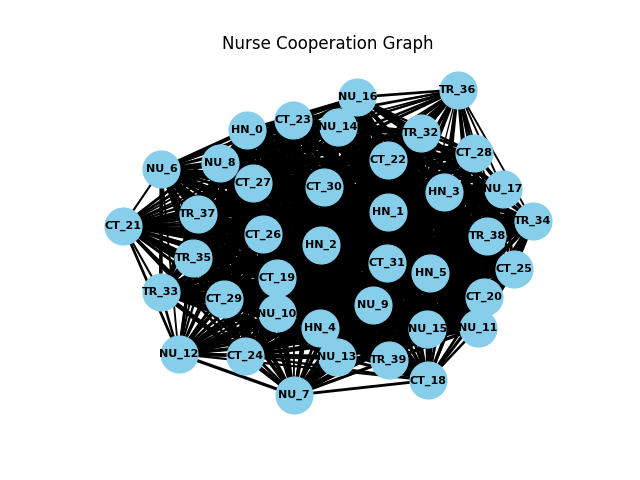 Nurse Cooperation Graph
TR_36
NU_16
CT_23
NU_14
HN_0
TR_32
CT_28
CT_22
NU_8
NU_6
CT_27
CT_30
HN_3
NU_17
TR_37
HN_1
TR_34
CT_21
CT_26
TR_38
HN_2
TR_35
CT_31
CT_25
HN_5
CT_19
TR_33
CT_29
CT_20
NU_9
NU_10
HN_4
NU_15
NU_11
NU_12
CT_24
NU_13
TR_39
CT_18
NU_7